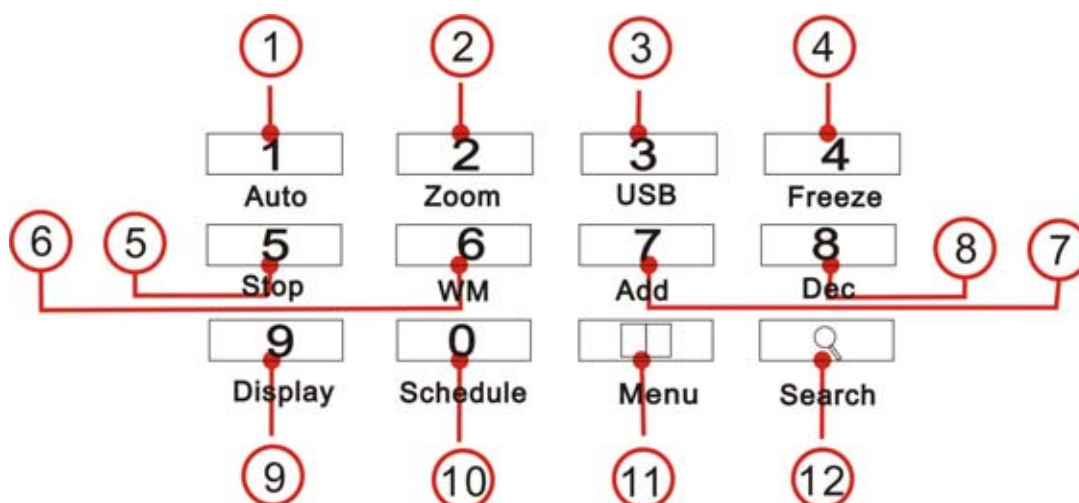 1 2 3 4
1 2 3 4
Auto Zoom USB Freeze
6 5 5 6 7 8 8 7
Stop WM Add Dec
9 0
Display Schedule Menu Search
9 10 11 12